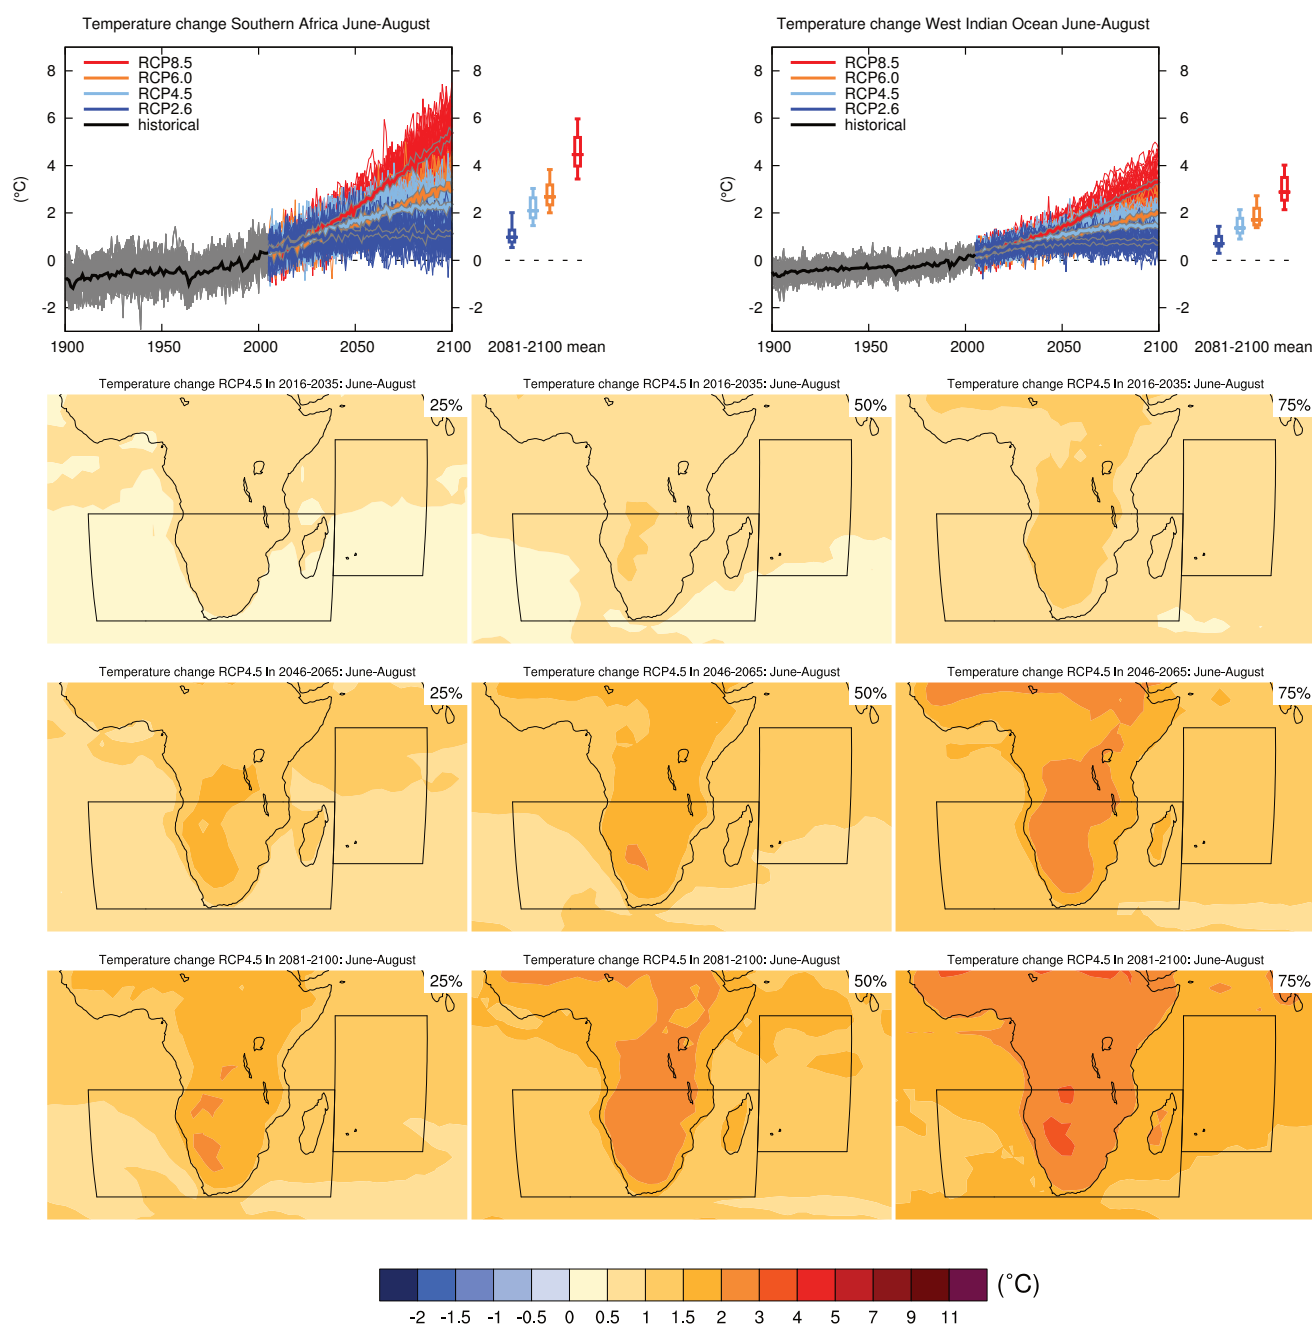 Temperature change Southern Africa June-August
Temperature change West Indian Ocean June-August
8
6
4
2
0
-2
(°C)
RCP8.5
RCP6.0
RCP4.5
RCP2.6
historical
8
6
4
2
0
-2
1900
1950
2000
2050
2100
2081-2100 mean
8
6
4
2
0
-2
(°C)
RCP8.5
RCP6.0
RCP4.5
RCP2.6
historical
8
6
4
2
0
-2
1900
1950
2000
2050
2100
2081-2100 mean
Temperature change RCP4.5 In 2016-2035: June-August
25%
Temperature change RCP4.5 In 2016-2035: June-August
50%
Temperature change RCP4.5 In 2016-2035: June-August
75%
Temperature change RCP4.5 In 2046-2065: June-August
25%
Temperature change RCP4.5 In 2046-2065: June-August
50%
Temperature change RCP4.5 In 2046-2065: June-August
75%
Temperature change RCP4.5 In 2081-2100: June-August
25%
Temperature change RCP4.5 In 2081-2100: June-August
50%
Temperature change RCP4.5 In 2081-2100: June-August
75%
(°C)
-2 -1.5 -1 -0.5 0 0.5 1 1.5 2 3 4 5 7 9 11